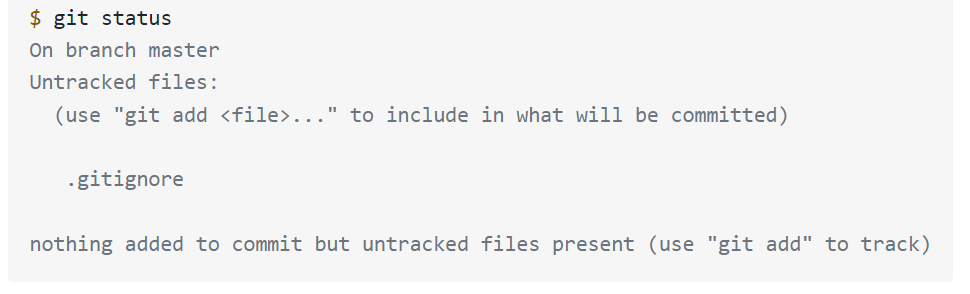 $ git status
On branch master
Untracked files:
  (use "git add <file>..." to include in what will be committed)

   .gitignore

nothing added to commit but untracked files present (use "git add" to track)